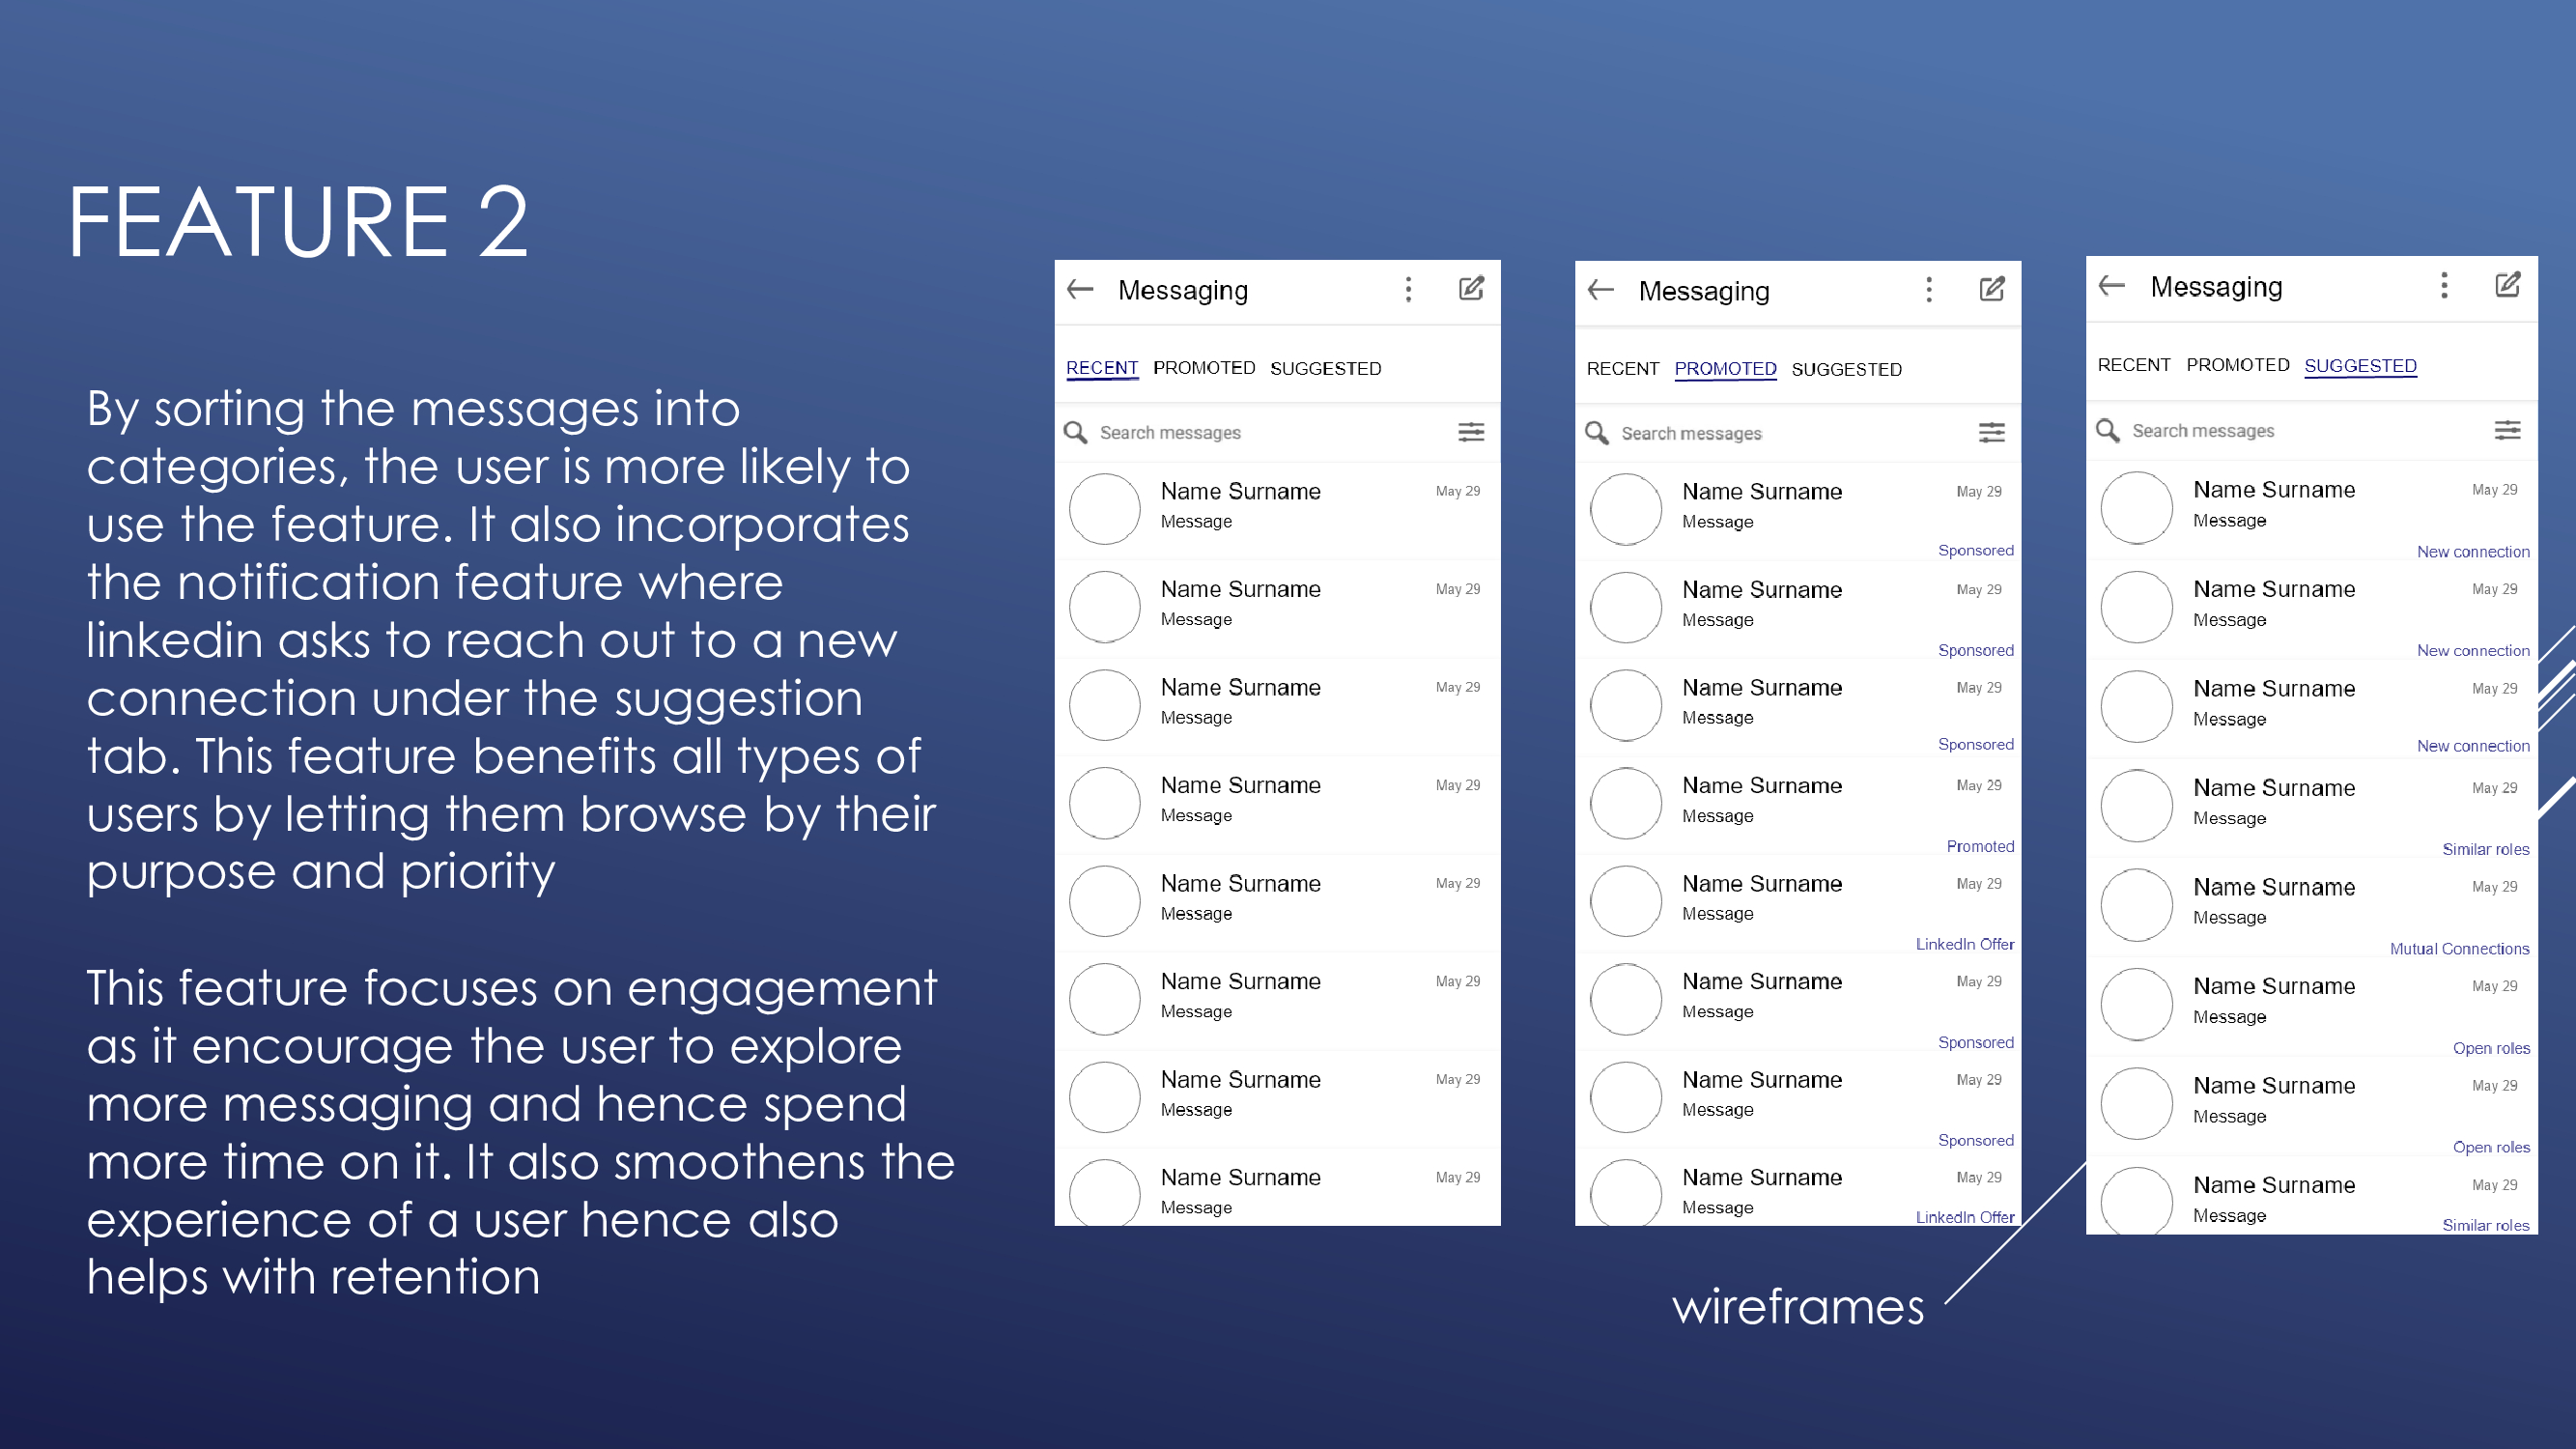 FEATURE 2
By sorting the messages into
categories, the user is more likely to
use the feature. It also incorporates
the notification feature where
linkedin asks to reach out to a new
connection under the suggestion
tab. This feature benefits all types of
users by letting them browse by their
purpose and priority
This feature focuses on engagement
as it encourage the user to explore
more messaging and hence spend
more time on it. It also smoothens the
experience of a user hence also
helps with retention
Messaging
RECENT PROMOTED SUGGESTED
Search messages
Name Surname May 29
Message
Name Surname May 29
Message
Name Surname May 29
Message
Name Surname May 29
Message
Name Surname May 29
Message
Name Surname May 29
Message
Name Surname May 29
Message
Name Surname May 29
Message
Messaging
RECENT PROMOTED SUGGESTED
Search messages
Name Surname May 29
Message
Sponsored
Name Surname May 29
Message
Sponsored
Name Surname May 29
Message
Sponsored
Name Surname May 29
Message
Promoted
Name Surname May 29
Message
LinkedIn Offer
Name Surname May 29
Message
Sponsored
Name Surname May 29
Message
Sponsored
Name Surname May 29
Message
LinkedIn Offer
Messaging
RECENT PROMOTED SUGGESTED
Search messages
Name Surname May 29
Message
New connection
Name Surname May 29
Message
New connection
Name Surname May 29
Message
New connection
Name Surname May 29
Message
Similar roles
Name Surname May 29
Message
Mutual Connections
Name Surname May 29
Message
Open roles
Name Surname May 29
Message
Open roles
Name Surname May 29
Message
Similar roles
wireframes